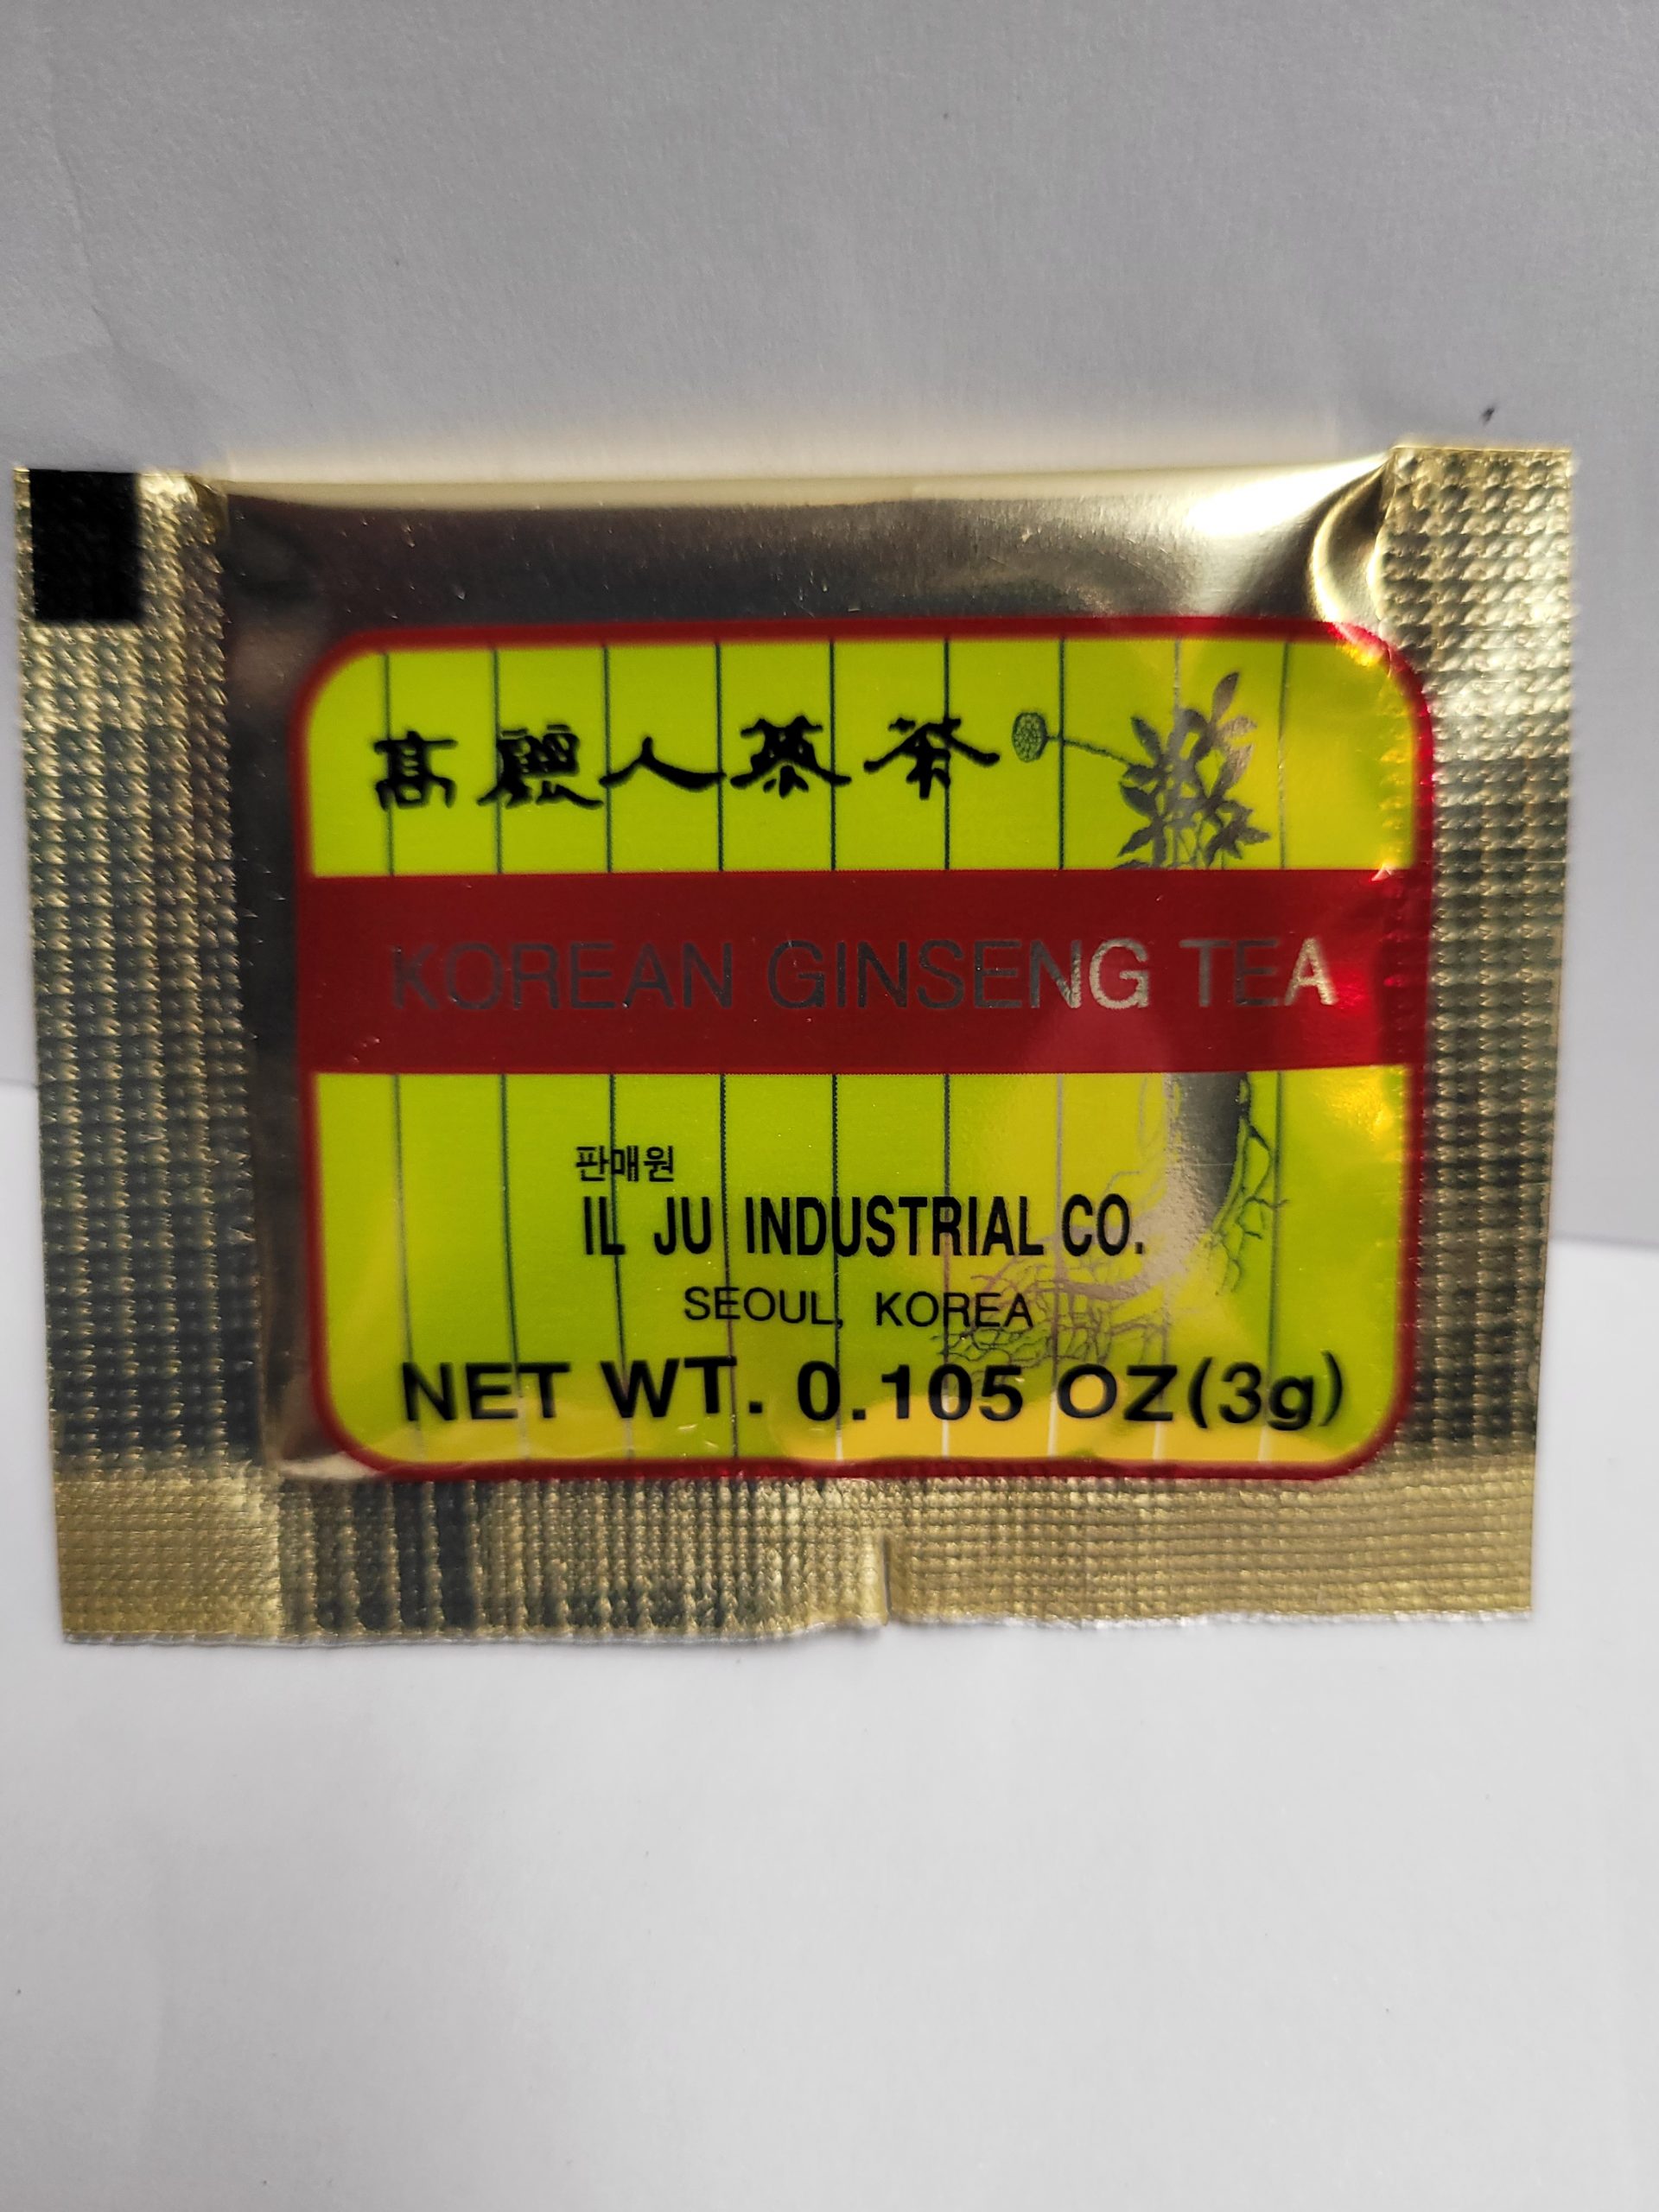 高麗人蔘茶
KOREAN GINSENG TEA
판매원
IL JU INDUSTRIAL CO.
SEOUL, KOREA
NET WT. 0.105 OZ(3g)